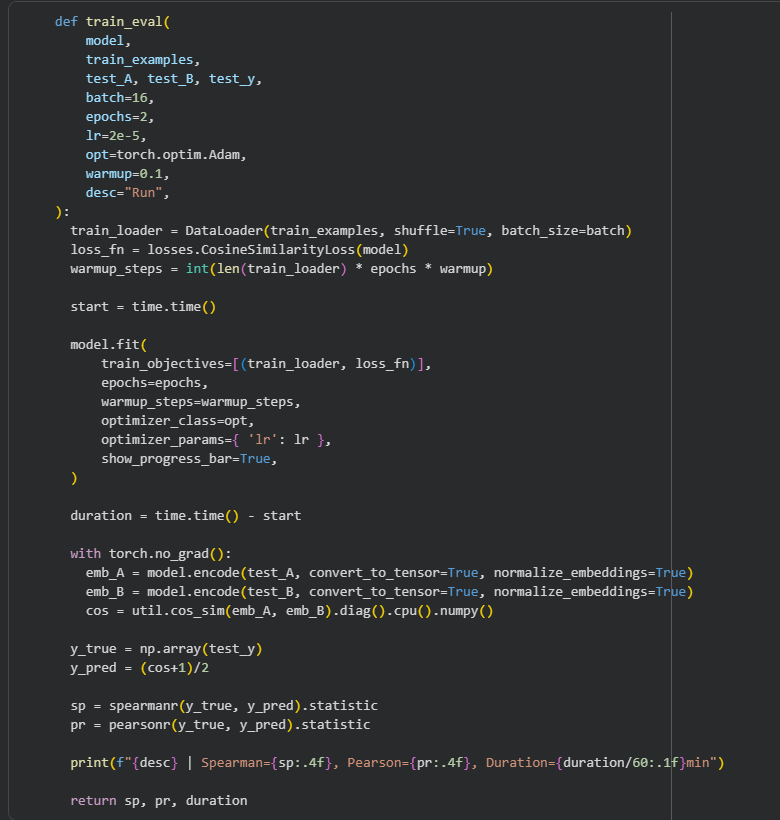 def train_eval(
    model,
    train_examples,
    test_A, test_B, test_y,
    batch=16,
    epochs=2,
    lr=2e-5,
    opt=torch.optim.Adam,
    warmup=0.1,
    desc="Run",
):
  train_loader = DataLoader(train_examples, shuffle=True, batch_size=batch)
  loss_fn = losses.CosineSimilarityLoss(model)
  warmup_steps = int(len(train_loader) * epochs * warmup)

  start = time.time()

  model.fit(
      train_objectives=[(train_loader, loss_fn)],
      epochs=epochs,
      warmup_steps=warmup_steps,
      optimizer_class=opt,
      optimizer_params={ 'lr': lr },
      show_progress_bar=True,
  )

  duration = time.time() - start

  with torch.no_grad():
    emb_A = model.encode(test_A, convert_to_tensor=True, normalize_embeddings=True)
    emb_B = model.encode(test_B, convert_to_tensor=True, normalize_embeddings=True)
    cos = util.cos_sim(emb_A, emb_B).diag().cpu().numpy()

  y_true = np.array(test_y)
  y_pred = (cos+1)/2

  sp = spearmanr(y_true, y_pred).statistic
  pr = pearsonr(y_true, y_pred).statistic

  print(f"{desc} | Spearman={sp:.4f}, Pearson={pr:.4f}, Duration={duration/60:.1f}min")

  return sp, pr, duration